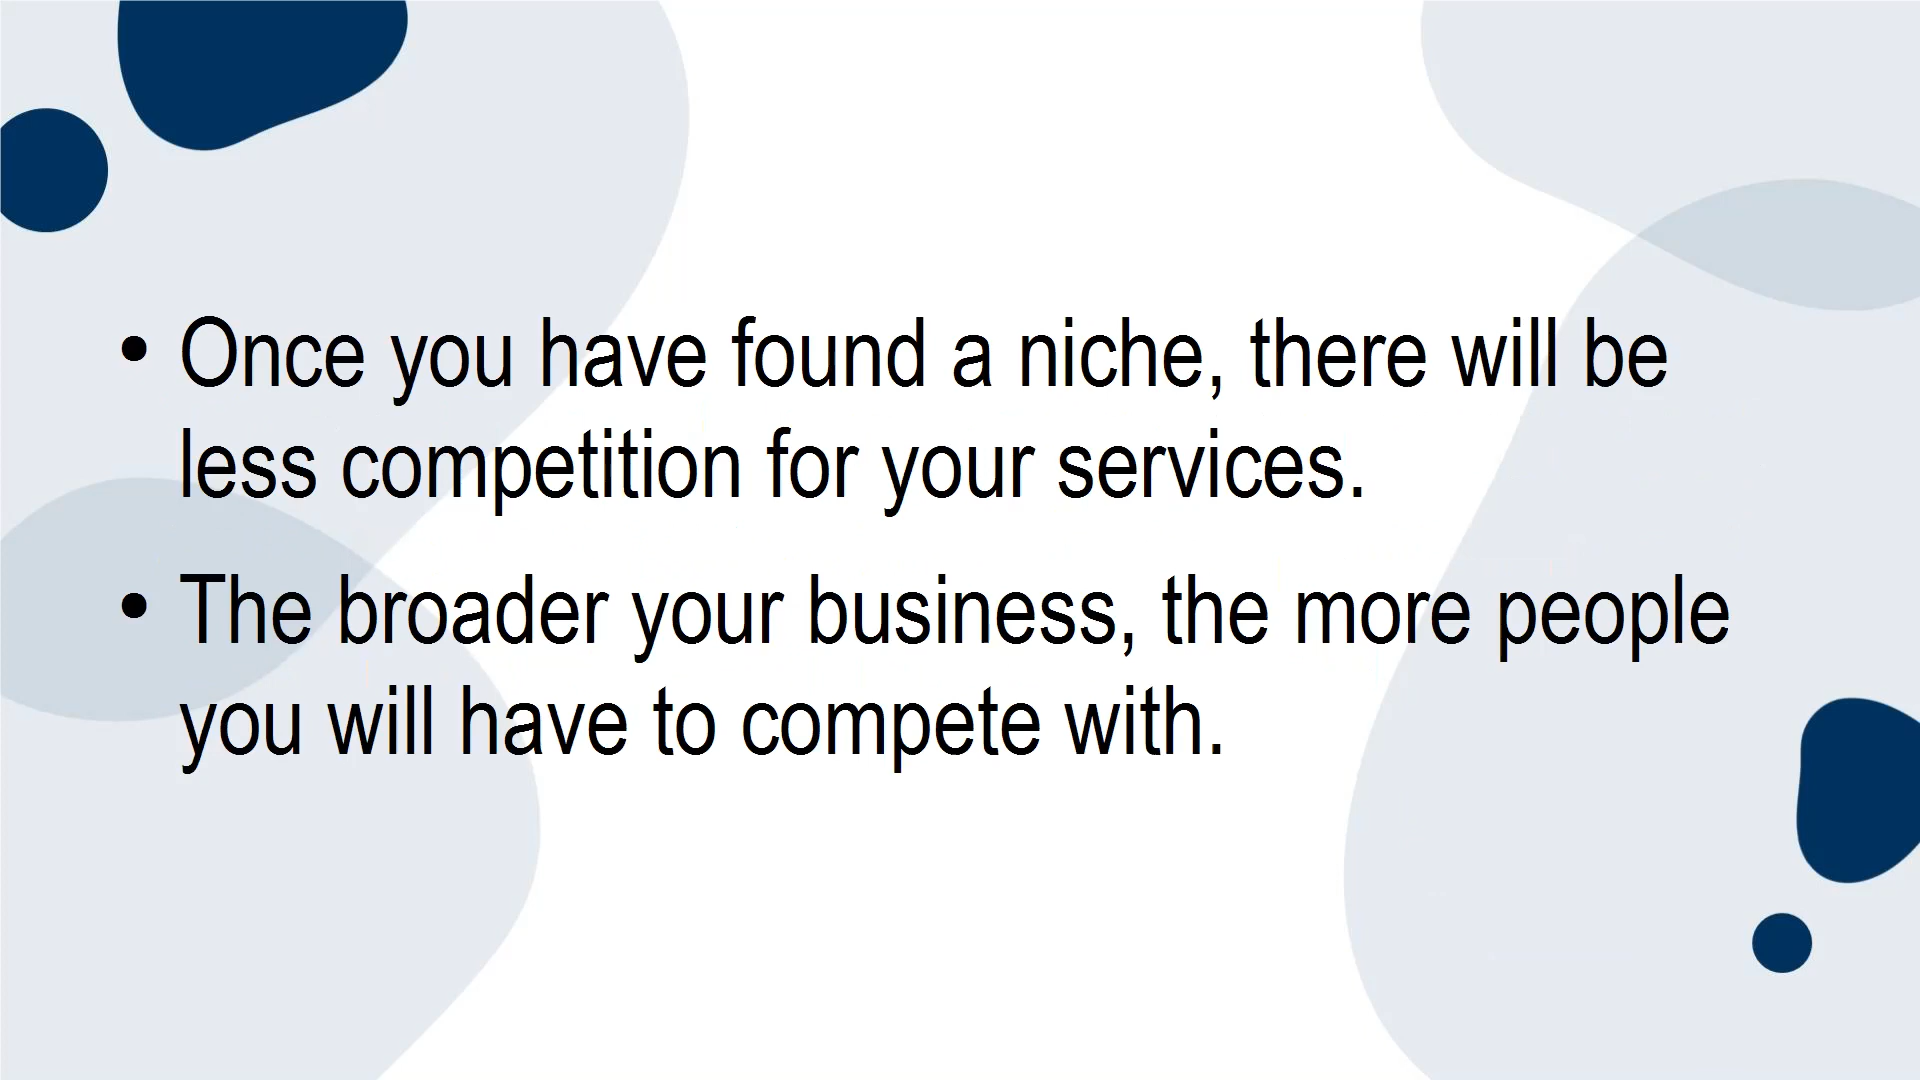 • Once you have found a niche, there will be
less competition for your services.
• The broader your business, the more people
you will have to compete with.